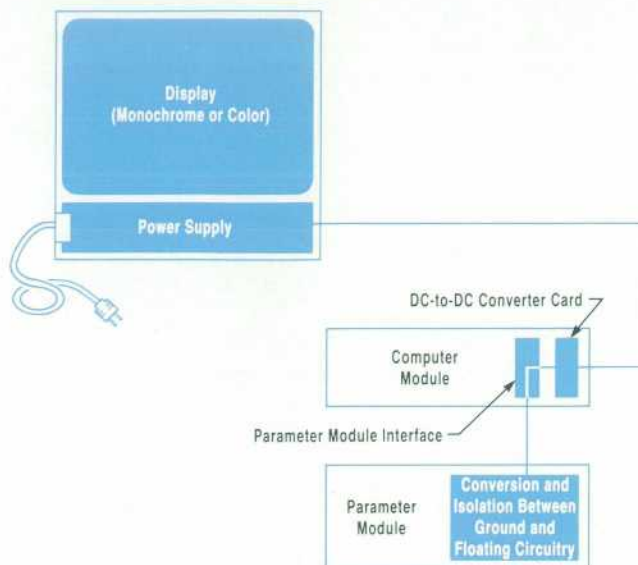 Display
(Monochrome or Color)
Power Supply
DC-to-DC Converter Card
Computer
Module
Parameter Module Interface
Parameter
Module
Conversion and
Isolation Between
Ground and
Floating Circuitry